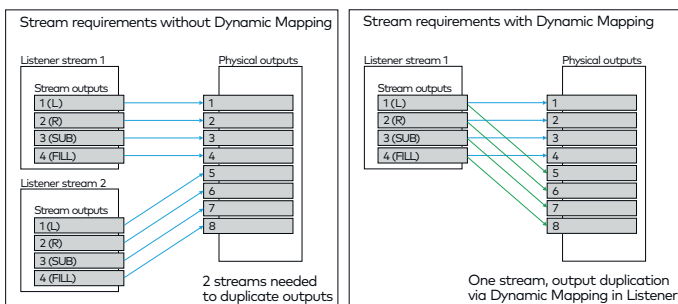 Stream requirements without Dynamic Mapping
Listener stream 1
Physical outputs
Stream outputs
1 (L)
2 (R)
3 (SUB)
4 (FILL)
1
2
3
4
5
6
7
8
Listener stream 2
Stream outputs
1 (L)
2 (R)
3 (SUB)
4 (FILL)
2 streams needed
to duplicate outputs
Stream requirements with Dynamic Mapping
Listener stream 1
Physical outputs
Stream outputs
1 (L)
2 (R)
3 (SUB)
4 (FILL)
1
2
3
4
5
6
7
8
One stream, output duplication
via Dynamic Mapping in Listener